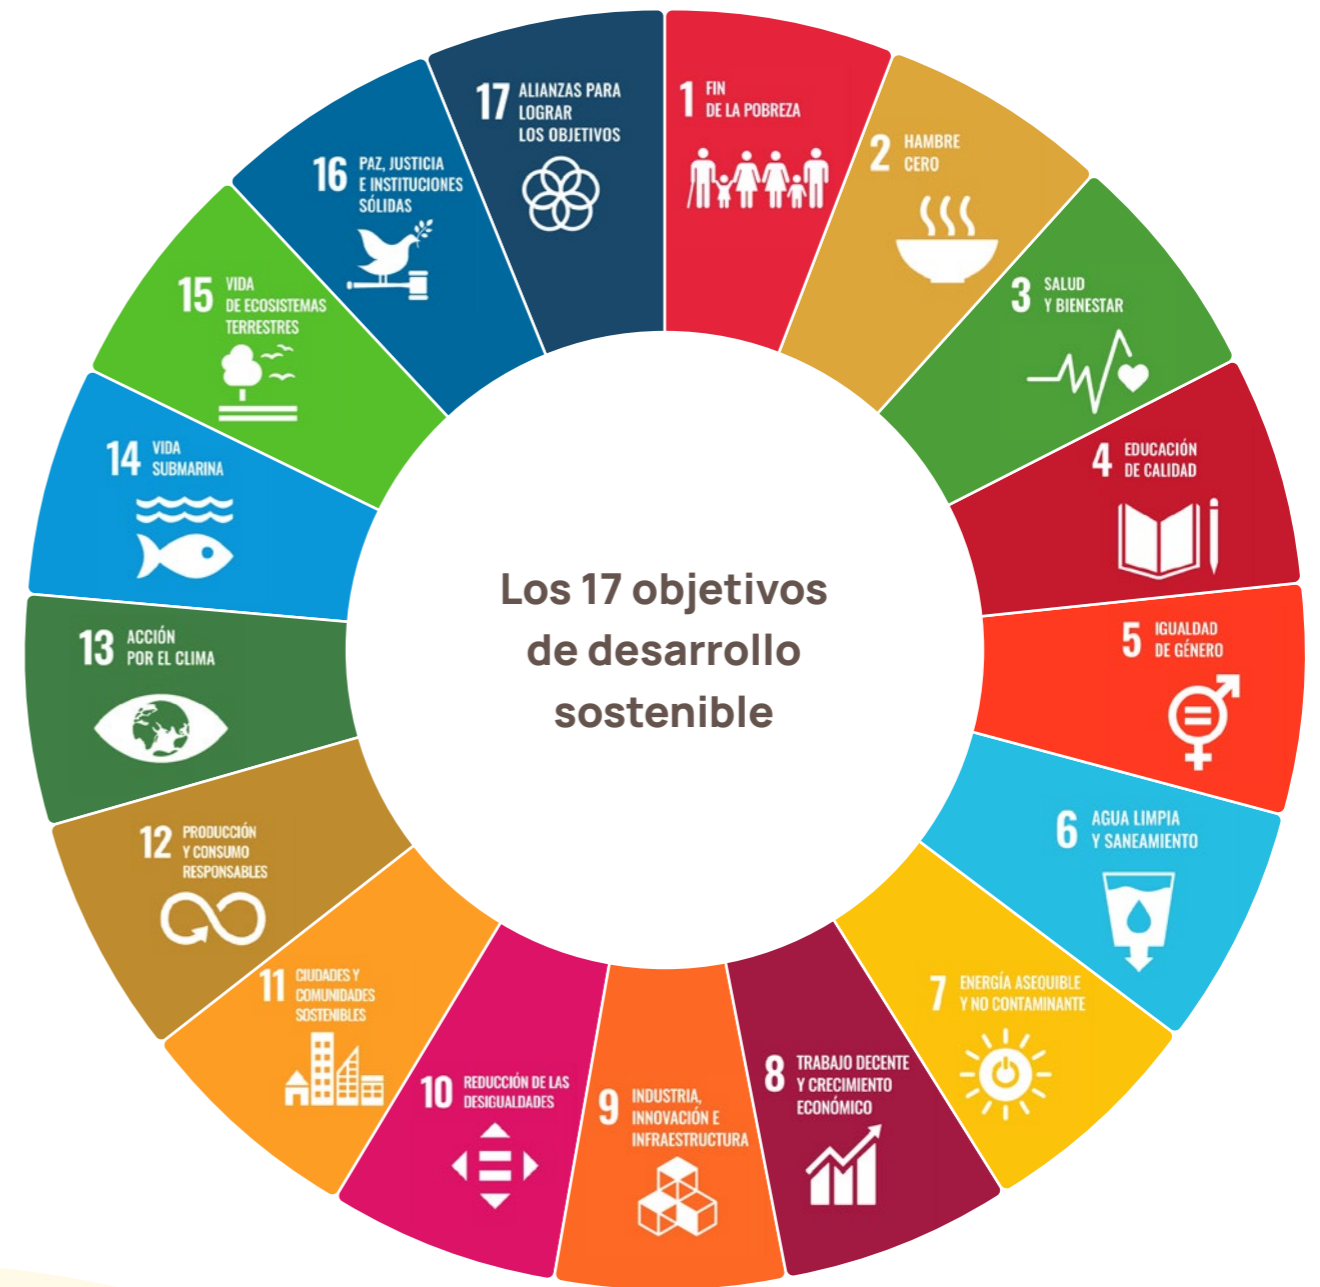 1 FIN
DE LA POBREZA
2 HAMBRE
CERO
3 SALUD
Y BIENESTAR
4 EDUCACIÓN
DE CALIDAD
5 IGUALDAD
DE GÉNERO
6 AGUA LIMPIA
Y SANEAMIENTO
7 ENERGÍA ASEQUIBLE
Y NO CONTAMINANTE
8 TRABAJO DECENTE
Y CRECIMIENTO
ECONÓMICO
9 INDUSTRIA,
INNOVACIÓN E
INFRAESTRUCTURA
10 REDUCCIÓN DE LAS
DESIGUALDADES
11 CIUDADES Y
COMUNIDADES
SOSTENIBLES
12 PRODUCCIÓN
Y CONSUMO
RESPONSABLES
13 ACCIÓN
POR EL CLIMA
14 VIDA
SUBMARINA
15 VIDA
DE ECOSISTEMAS
TERRESTRES
16 PAZ, JUSTICIA
E INSTITUCIONES
SÓLIDAS
17 ALIANZAS PARA
LOGRAR
LOS OBJETIVOS
Los 17 objetivos
de desarrollo
sostenible